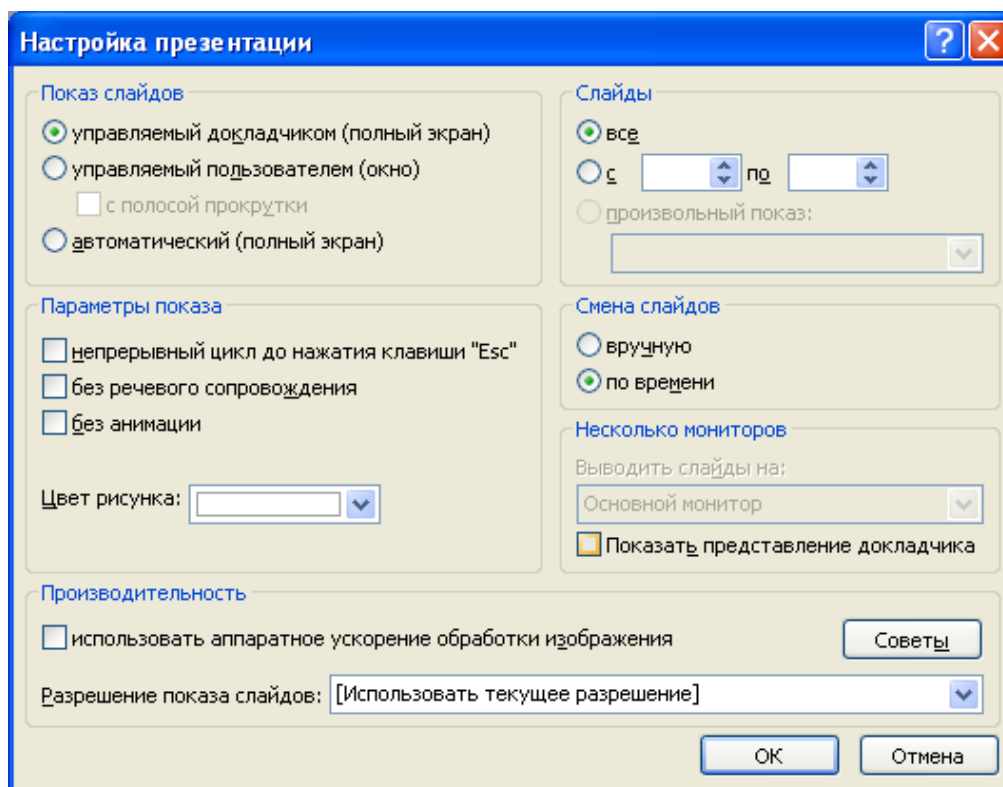 Настройка презентации
Показ слайдов
управляемый докладчиком (полный экран)
управляемый пользователем (окно)
с полосой прокрутки
автоматический (полный экран)
Слайды
все
с по
произвольный показ:
Параметры показа
непрерывный цикл до нажатия клавиши "Esc"
без речевого сопровождения
без анимации
Цвет рисунка:
Смена слайдов
вручную
по времени
Несколько мониторов
Выводить слайды на:
Основной монитор
Показать представление докладчика
Производительность
использовать аппаратное ускорение обработки изображения
Советы
Разрешение показа слайдов: [Использовать текущее разрешение]
ОК Отмена